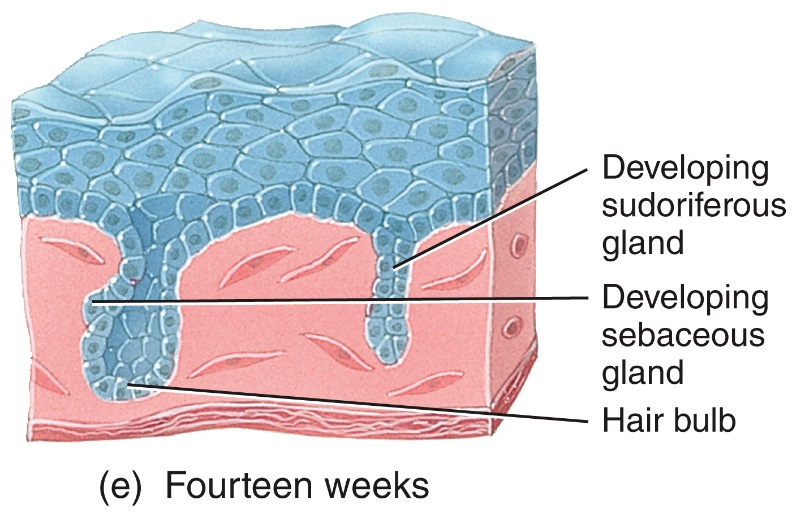 Developing
sudoriferous
gland
Developing
sebaceous
gland
Hair bulb
(e) Fourteen weeks